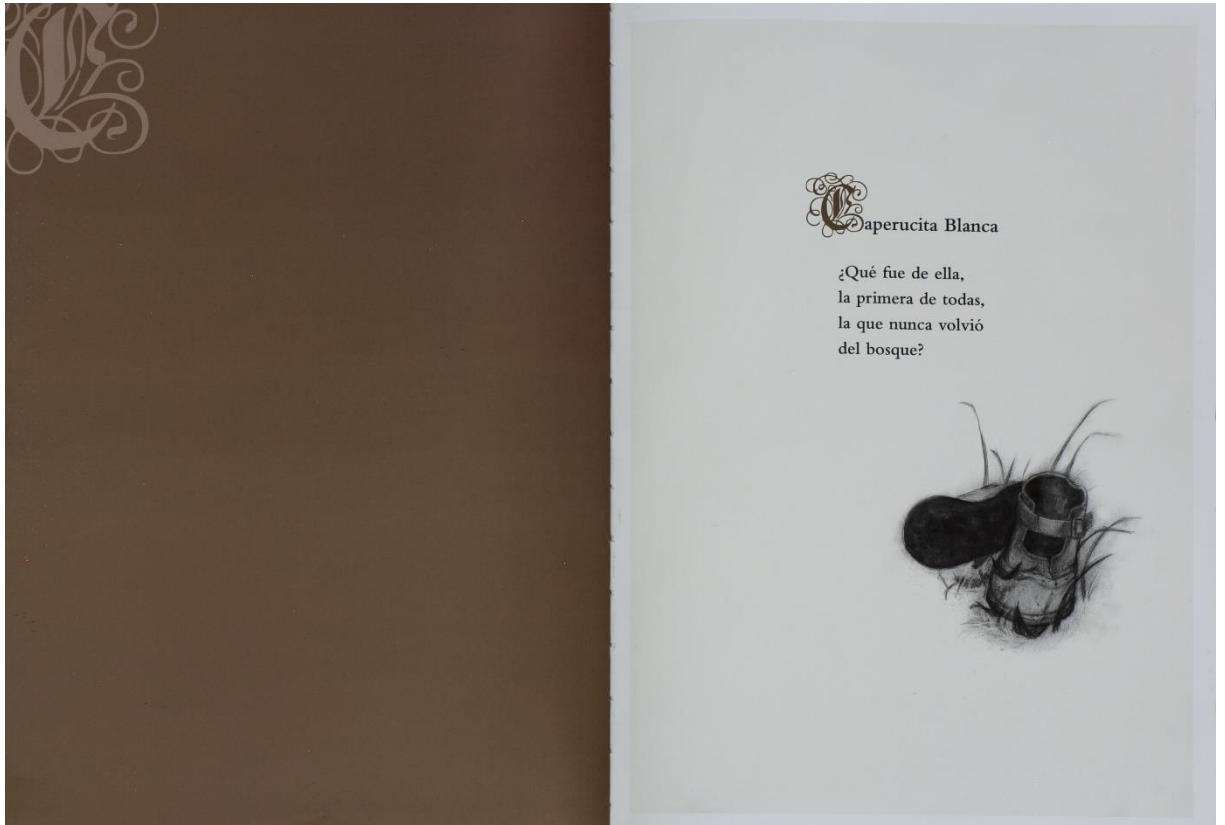 C
Caperucita Blanca
¿Qué fue de ella,
la primera de todas,
la que nunca volvió
del bosque?